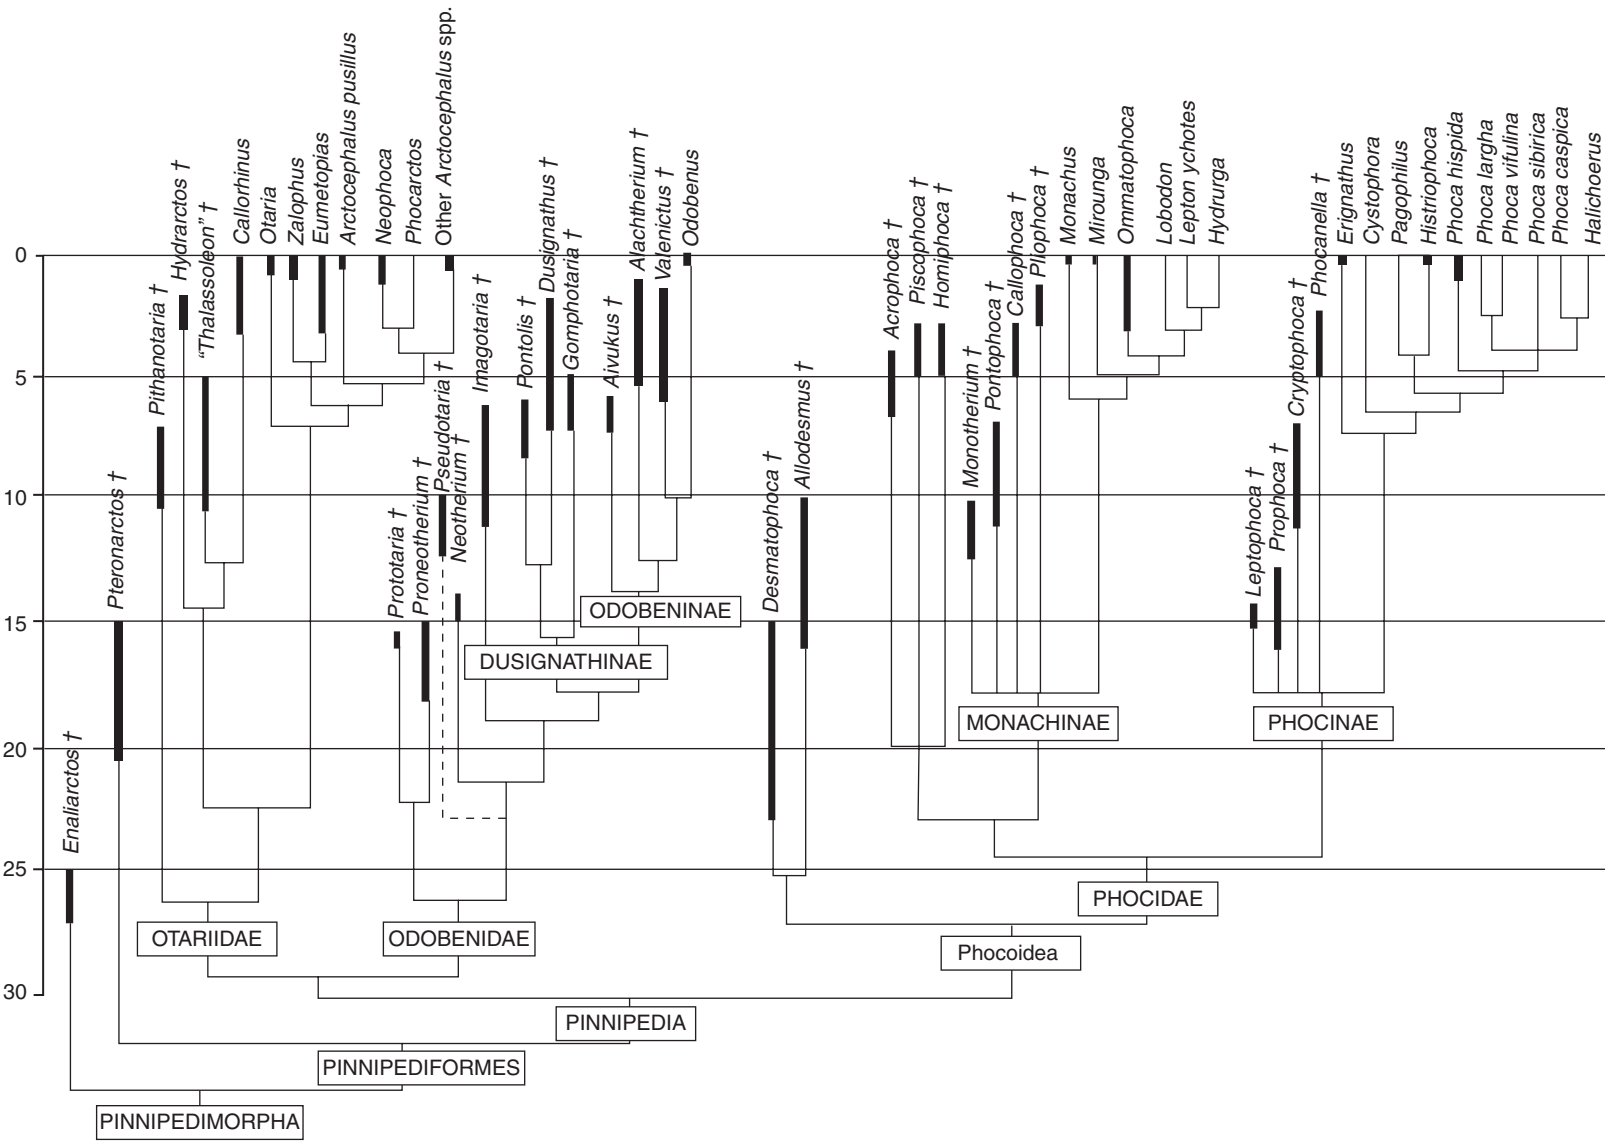 Enaliarctos †
Pteronarctos †
Pithanotaria †
Hydrarctos †
“Thalassoleon” †
Callorhinus
Otaria
Zalophus
Eumetopias
Arctocephalus pusillus
Neophoca
Phocarctos
Other Arctocephalus spp.
Prototaria †
Proneotherium †
Pseudotaria †
Neotherium †
Imagotaria †
Pontolis †
Dusignathus †
Gomphotaria †
Aivukus †
Alachtherium †
Valenictus †
Odobenus
Desmatophoca †
Allodesmus †
Acrophoca †
Piscophoca †
Homiphoca †
Monotherium †
Pontophoca †
Callophoca †
Pliophoca †
Monachus
Mirounga
Ommatophoca
Lobodon
Lepton ychotes
Hydrurga
Leptophoca †
Prophoca †
Cryptophoca †
Phocanella †
Erignathus
Cystophora
Pagophilus
Histriophoca
Phoca hispida
Phoca largha
Phoca vifulina
Phoca sibirica
Phoca caspica
Halichoerus
0
5
10
15
20
25
30
ODOBENINAE
DUSIGNATHINAE
MONACHINAE
PHOCINAE
PHOCIDAE
OTARIIDAE
ODOBENIDAE
Phocoidea
PINNIPEDIA
PINNIPEDIFORMES
PINNIPEDIMORPHA